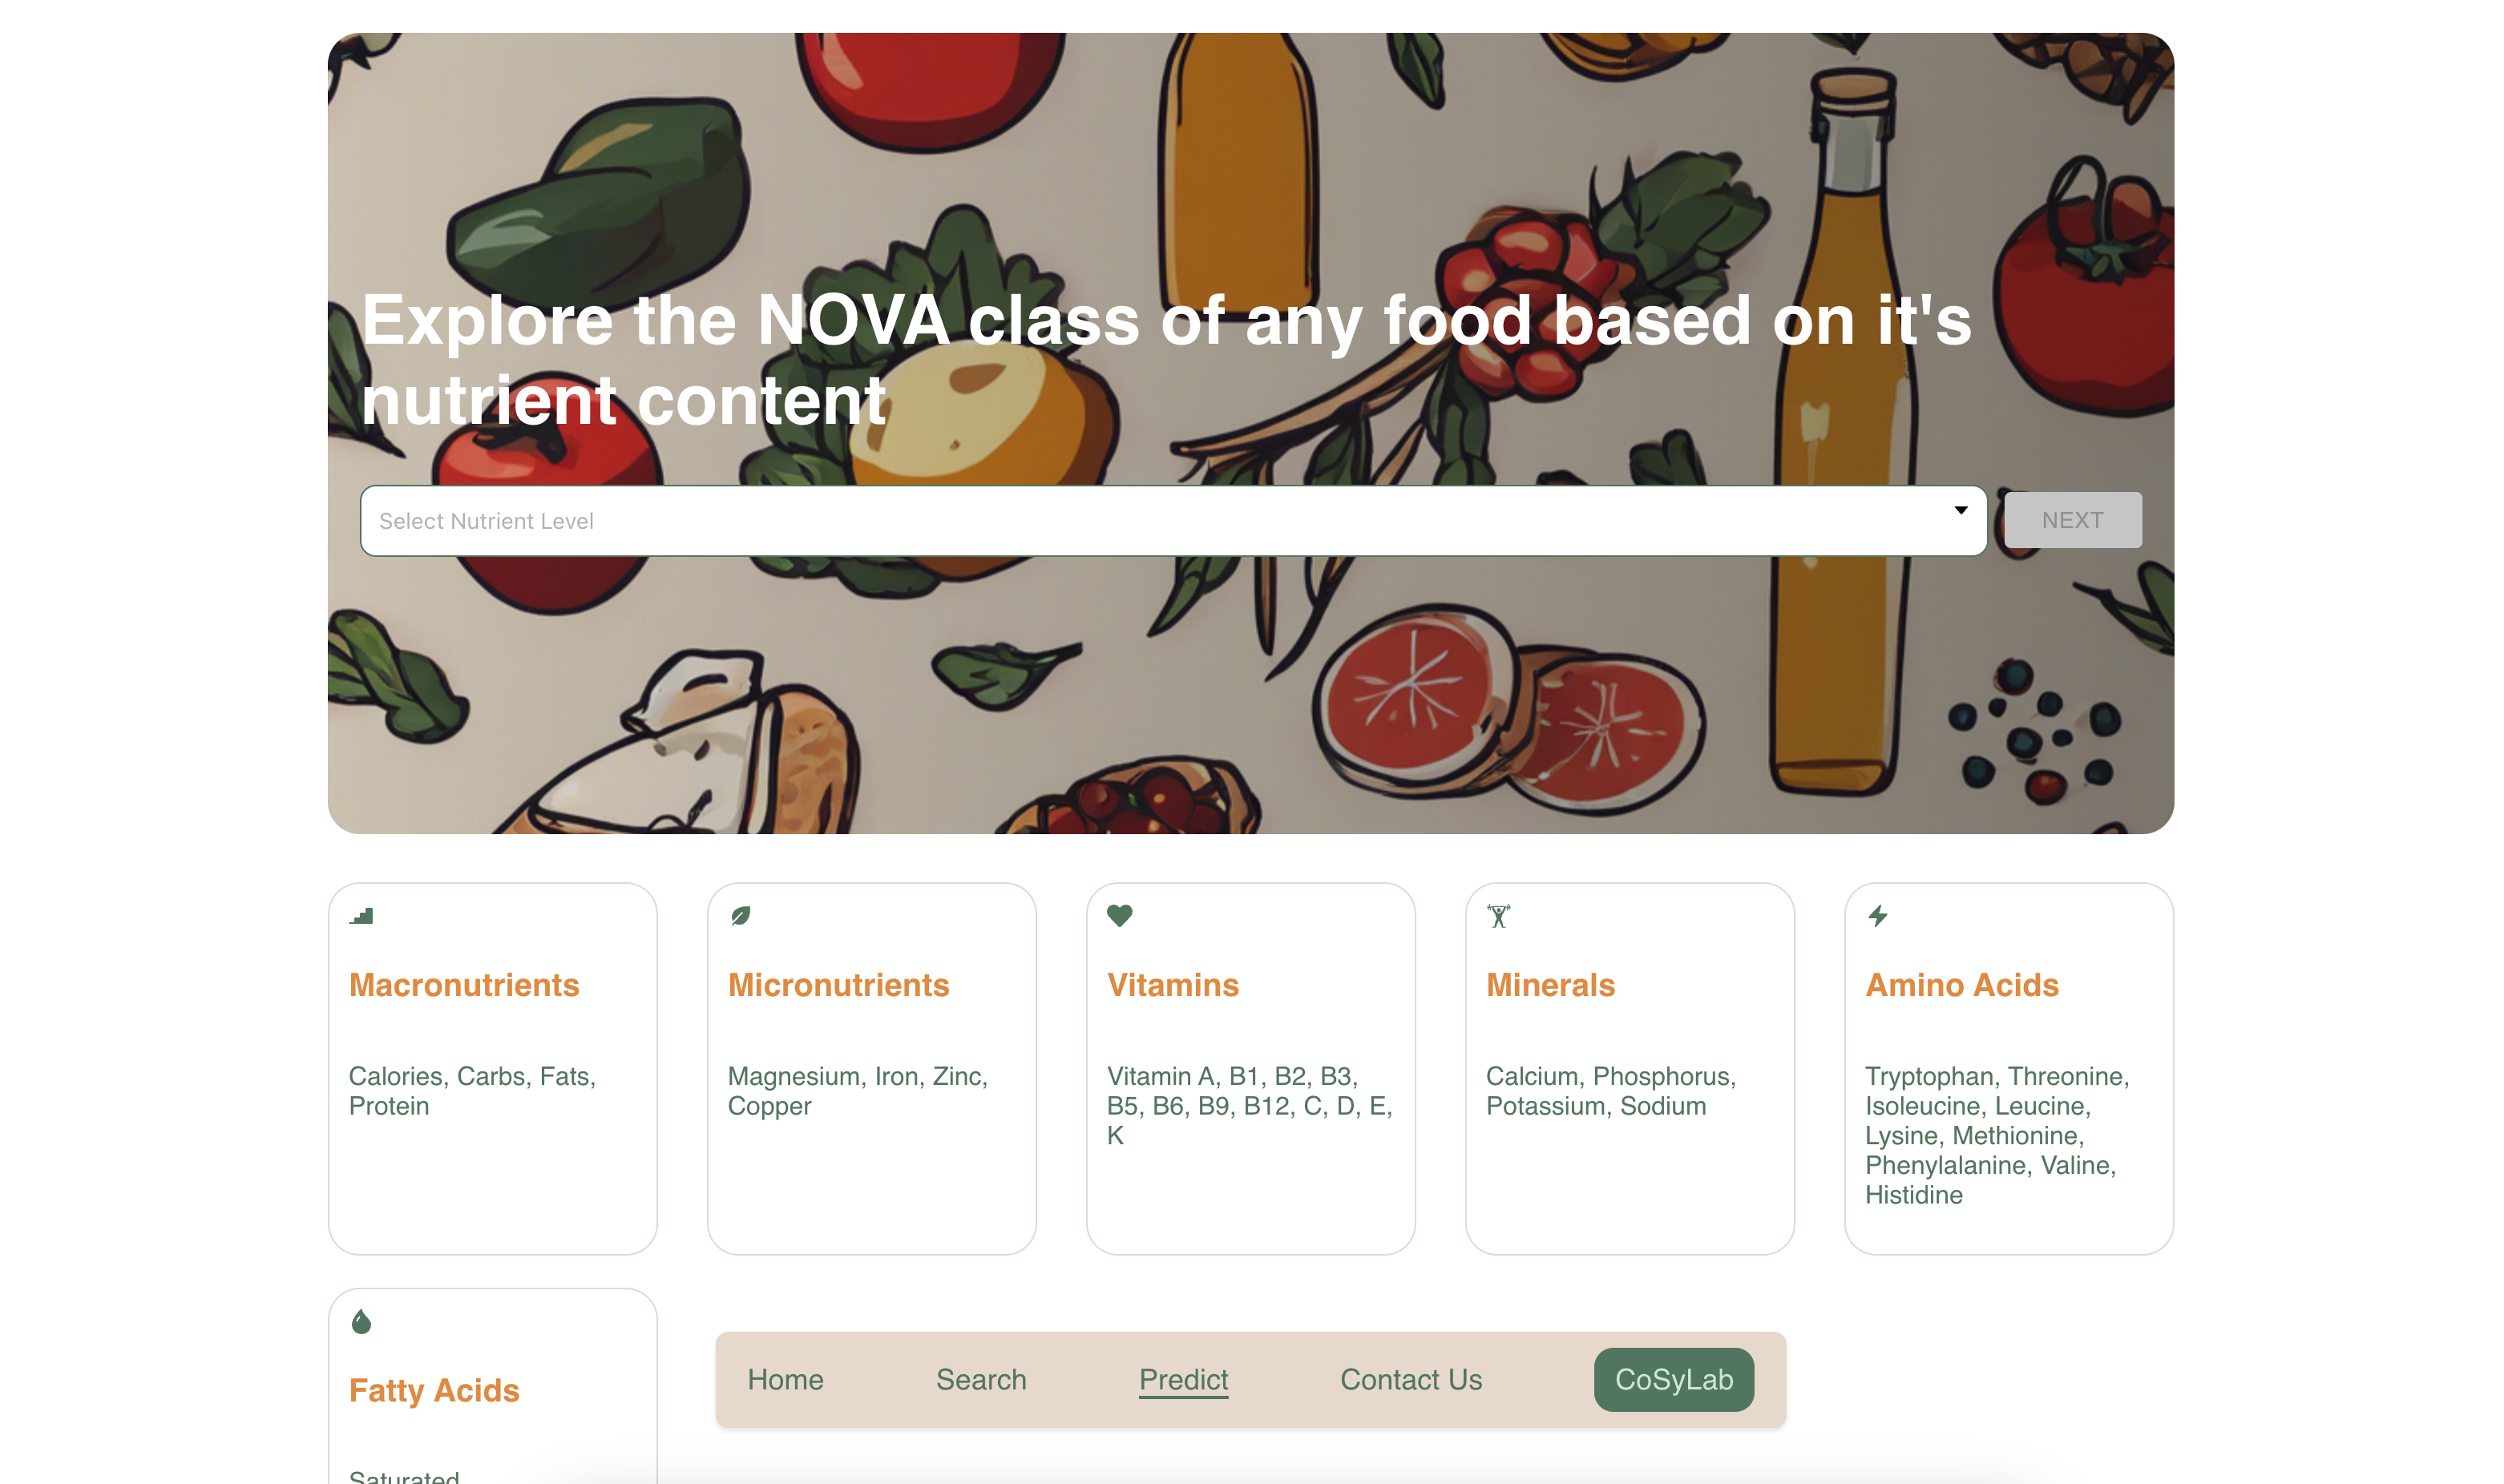 Explore the NOVA class of any food based on it's
nutrient content
Select Nutrient Level
NEXT
Macronutrients
Calories, Carbs, Fats,
Protein
Micronutrients
Magnesium, Iron, Zinc,
Copper
Vitamins
Vitamin A, B1, B2, B3,
B5, B6, B9, B12, C, D, E,
K
Minerals
Calcium, Phosphorus,
Potassium, Sodium
Amino Acids
Tryptophan, Threonine,
Isoleucine, Leucine,
Lysine, Methionine,
Phenylalanine, Valine,
Histidine
Fatty Acids
Saturated
Home
Search
Predict
Contact Us
CoSyLab